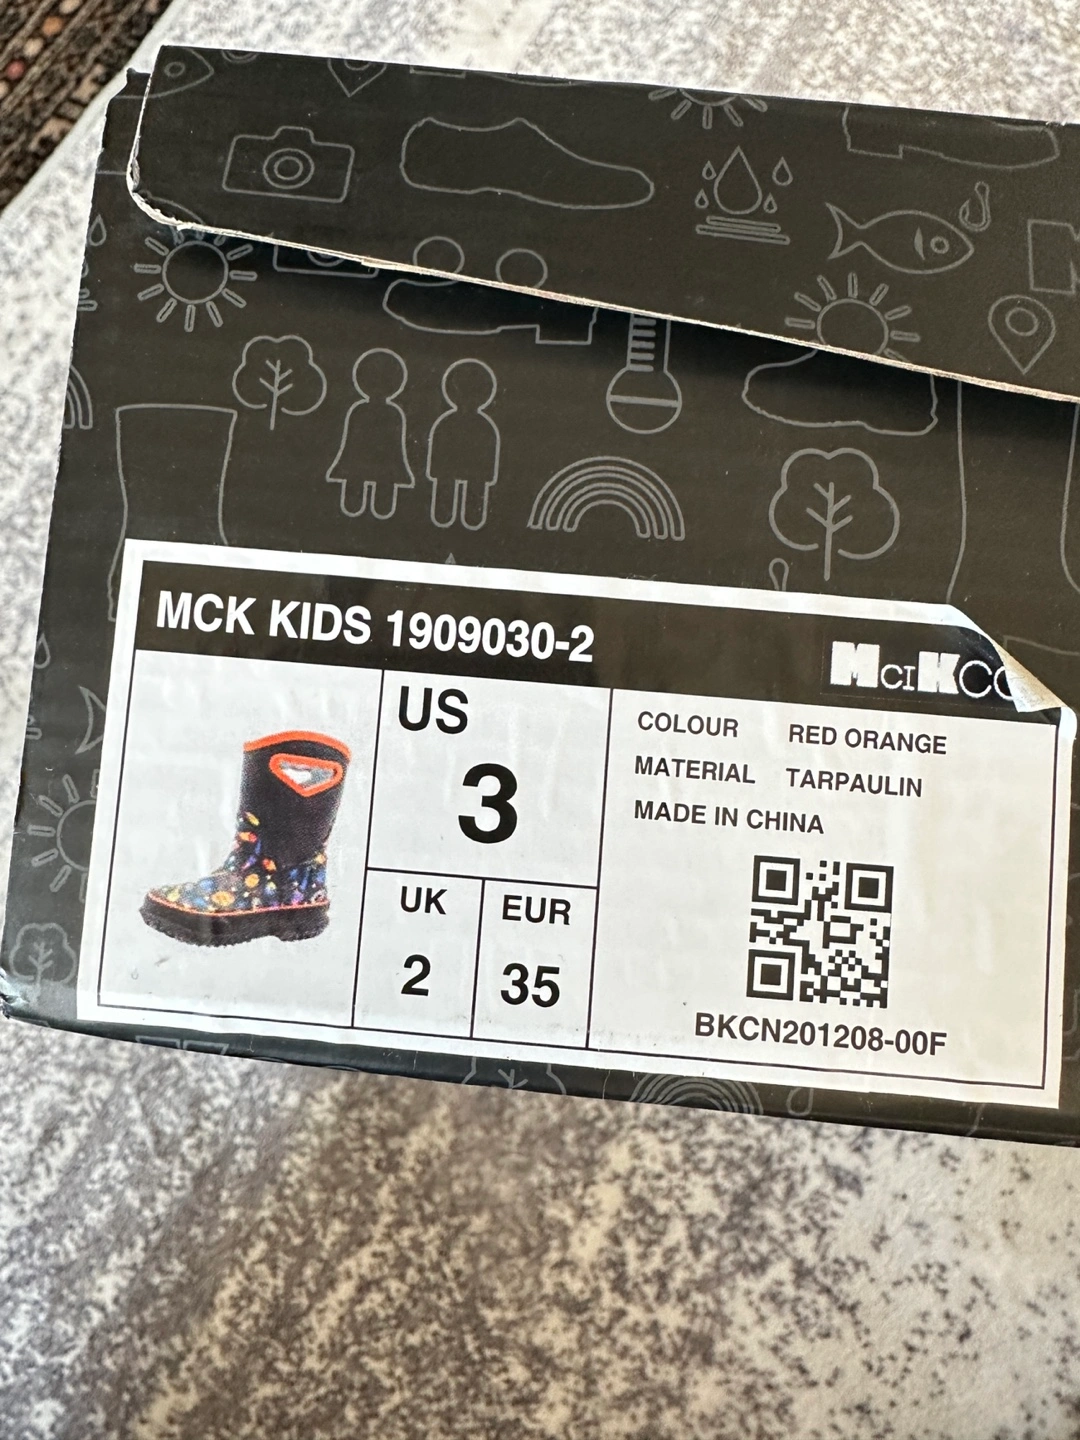 MCK KIDS 1909030-2
McIKCO
US
3
UK
2
EUR
35
COLOUR RED ORANGE
MATERIAL TARPAULIN
MADE IN CHINA
BKCN201208-00F